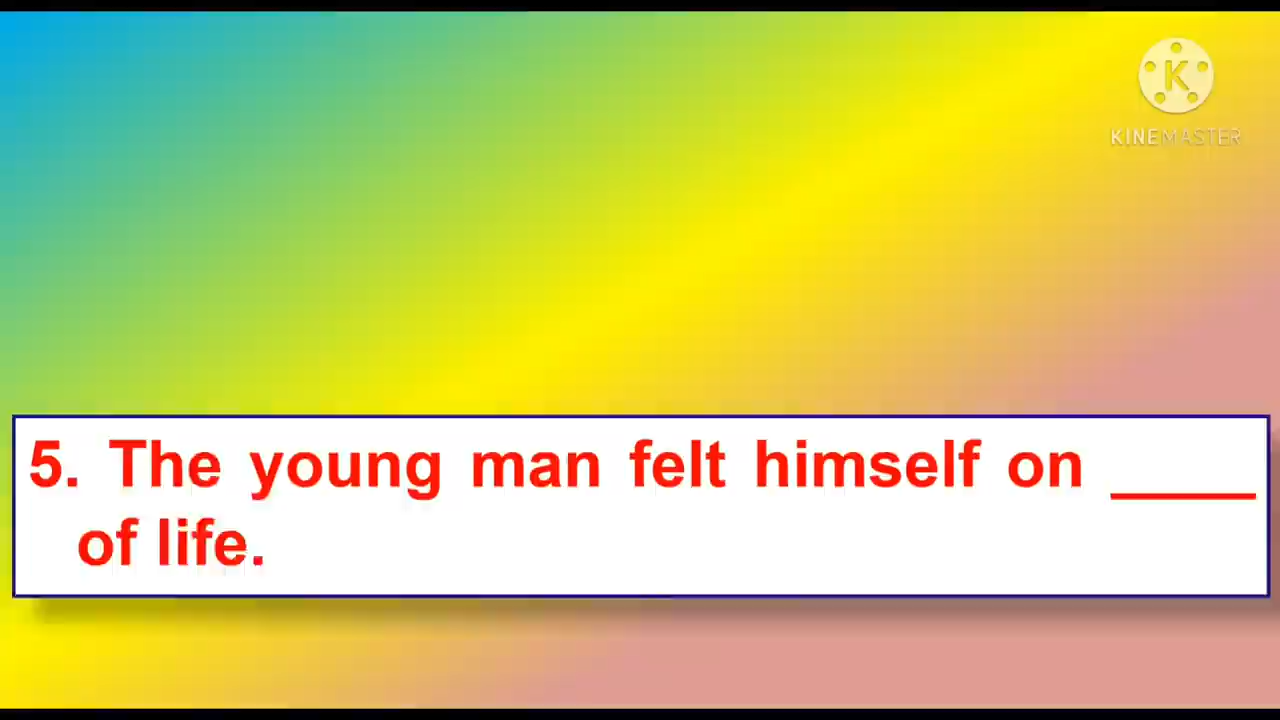 K
KINEMASTER
5. The young man felt himself on _____
of life.